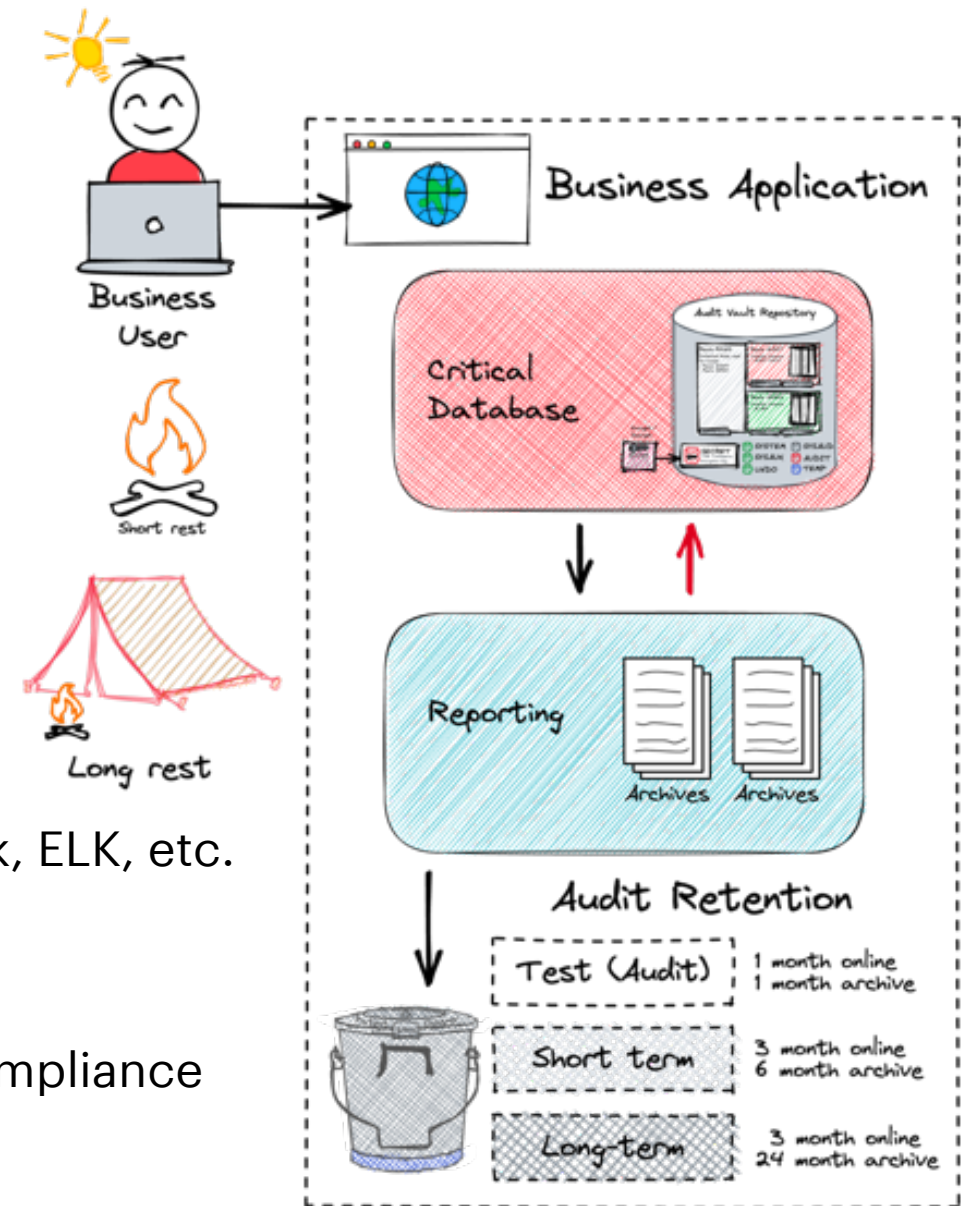 Business Application
Business
User
Audit Vault Repository
Critical
Database
SYSTEM
SYSAUX
AUDIT
UNDO
TEMP
Short rest
Reporting
Archives
Archives
Long rest
k, ELK, etc.
Audit Retention
Test (Audit)
1 month online
1 month archive
Short term
3 month online
6 month archive
mpliance
Long-term
3 month online
24 month archive